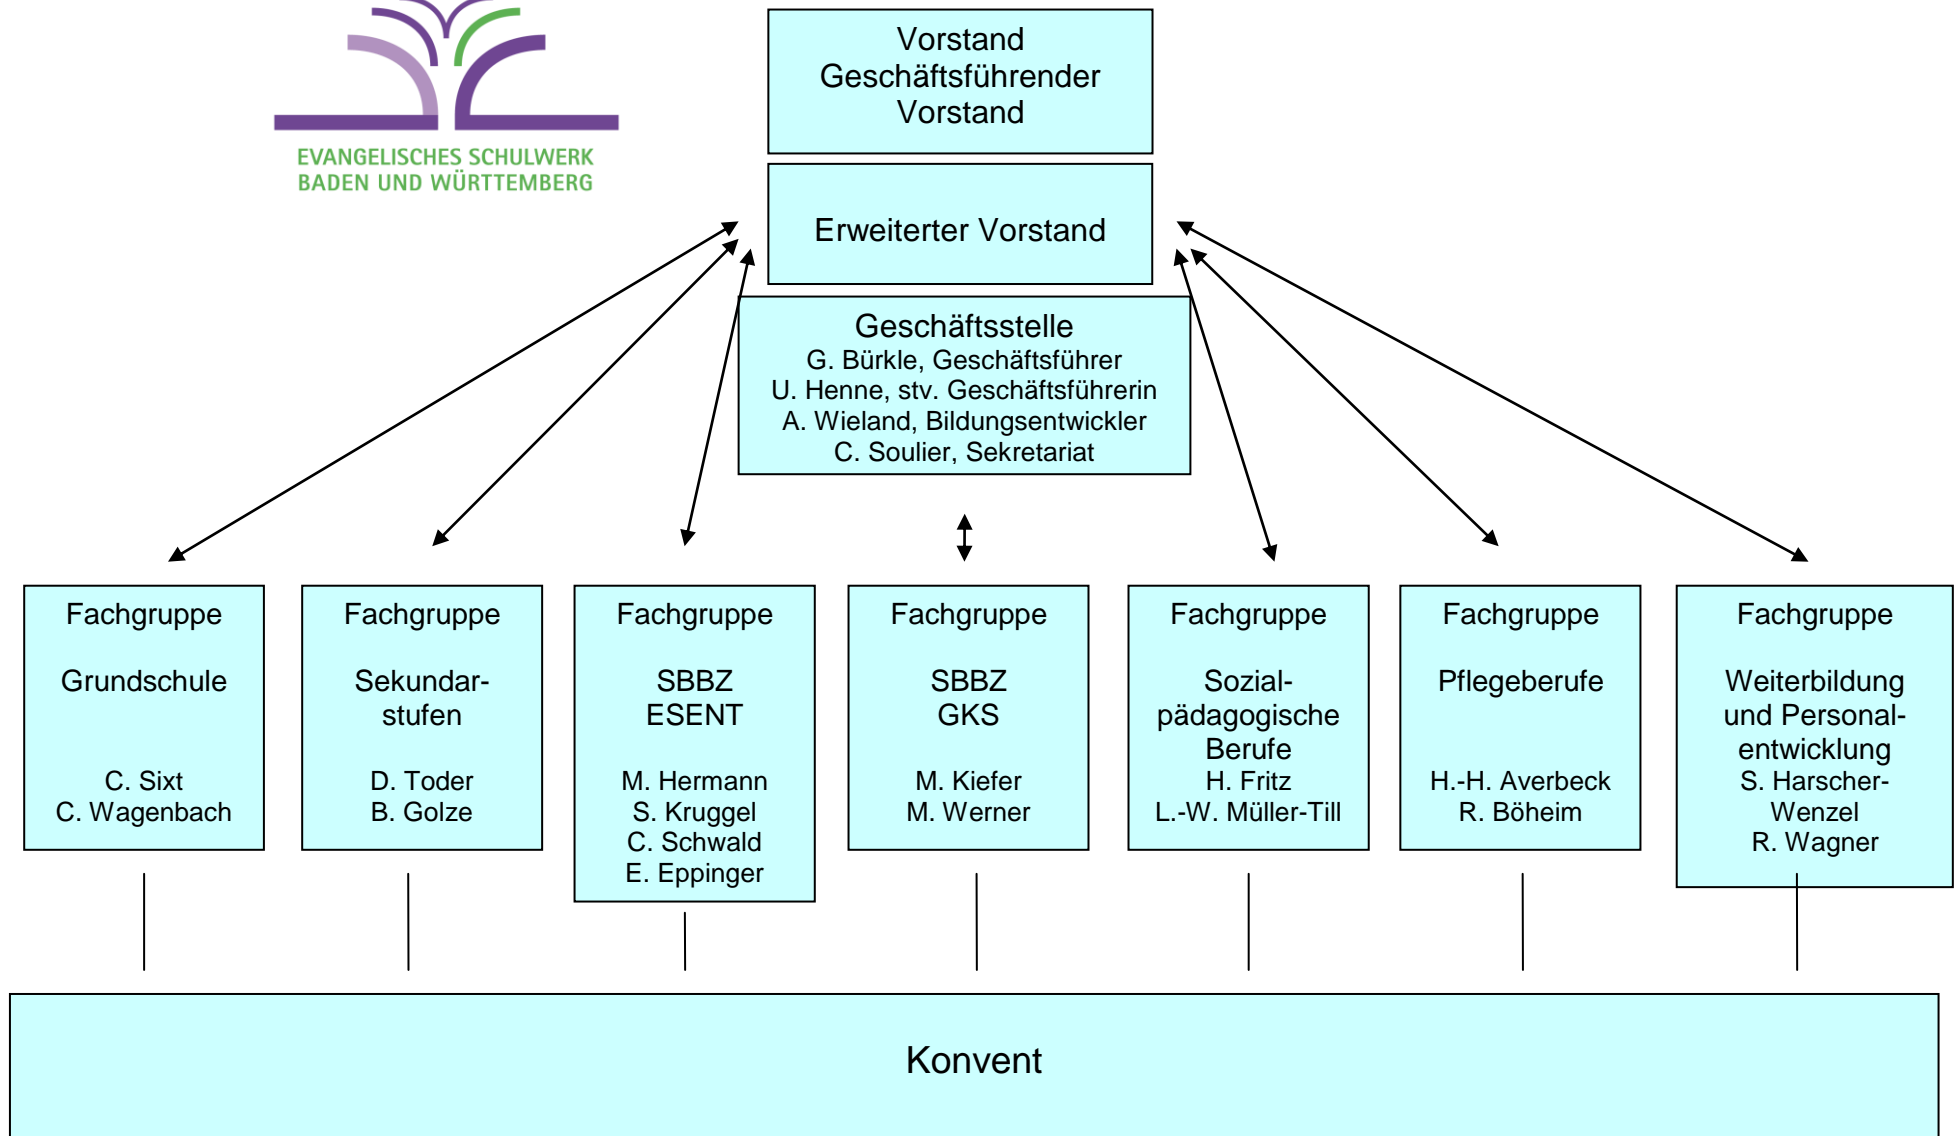 EVANGELISCHES SCHULWERK
BADEN UND WÜRTTEMBERG
Vorstand
Geschäftsführender
Vorstand
Erweiterter Vorstand
Geschäftsstelle
G. Bürkle, Geschäftsführer
U. Henne, stv. Geschäftsführerin
A. Wieland, Bildungsentwickler
C. Soulier, Sekretariat
Fachgruppe
Grundschule
C. Sixt
C. Wagenbach
Fachgruppe
Sekundar-
stufen
D. Toder
B. Golze
Fachgruppe
SBBZ
ESENT
M. Hermann
S. Kruggel
C. Schwald
E. Eppinger
Fachgruppe
SBBZ
GKS
M. Kiefer
M. Werner
Fachgruppe
Sozial-
pädagogische
Berufe
H. Fritz
L.-W. Müller-Till
Fachgruppe
Pflegeberufe
H.-H. Averbeck
R. Böheim
Fachgruppe
Weiterbildung
und Personal-
entwicklung
S. Harscher-
Wenzel
R. Wagner
Konvent